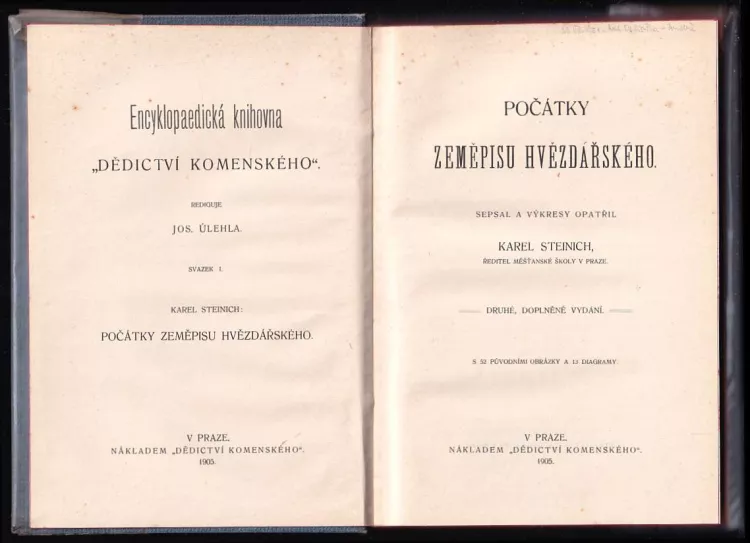 Encyklopaedická knihovna
„DĚDICTVÍ KOMENSKÉHO“.
REDIGUJE
JOS. ÚLEHLA.
SVAZEK I.
KAREL STEINICH:
POČÁTKY ZEMĚPISU HVĚZDÁŘSKÉHO.
V PRAZE.
NÁKLADEM „DĚDICTVÍ KOMENSKÉHO“.
1905.
POČÁTKY
ZEMĚPISU HVĚZDÁŘSKÉHO.
SEPSAL A VÝKRESY OPATŘIL
KAREL STEINICH,
ŘEDITEL MĚŠŤANSKÉ ŠKOLY V PRAZE.
DRUHÉ, DOPLNĚNÉ VYDÁNÍ.
S 52 PŮVODNÍMI OBRÁZKY A 13 DIAGRAMY.
V PRAZE.
NÁKLADEM „DĚDICTVÍ KOMENSKÉHO“.
1905.